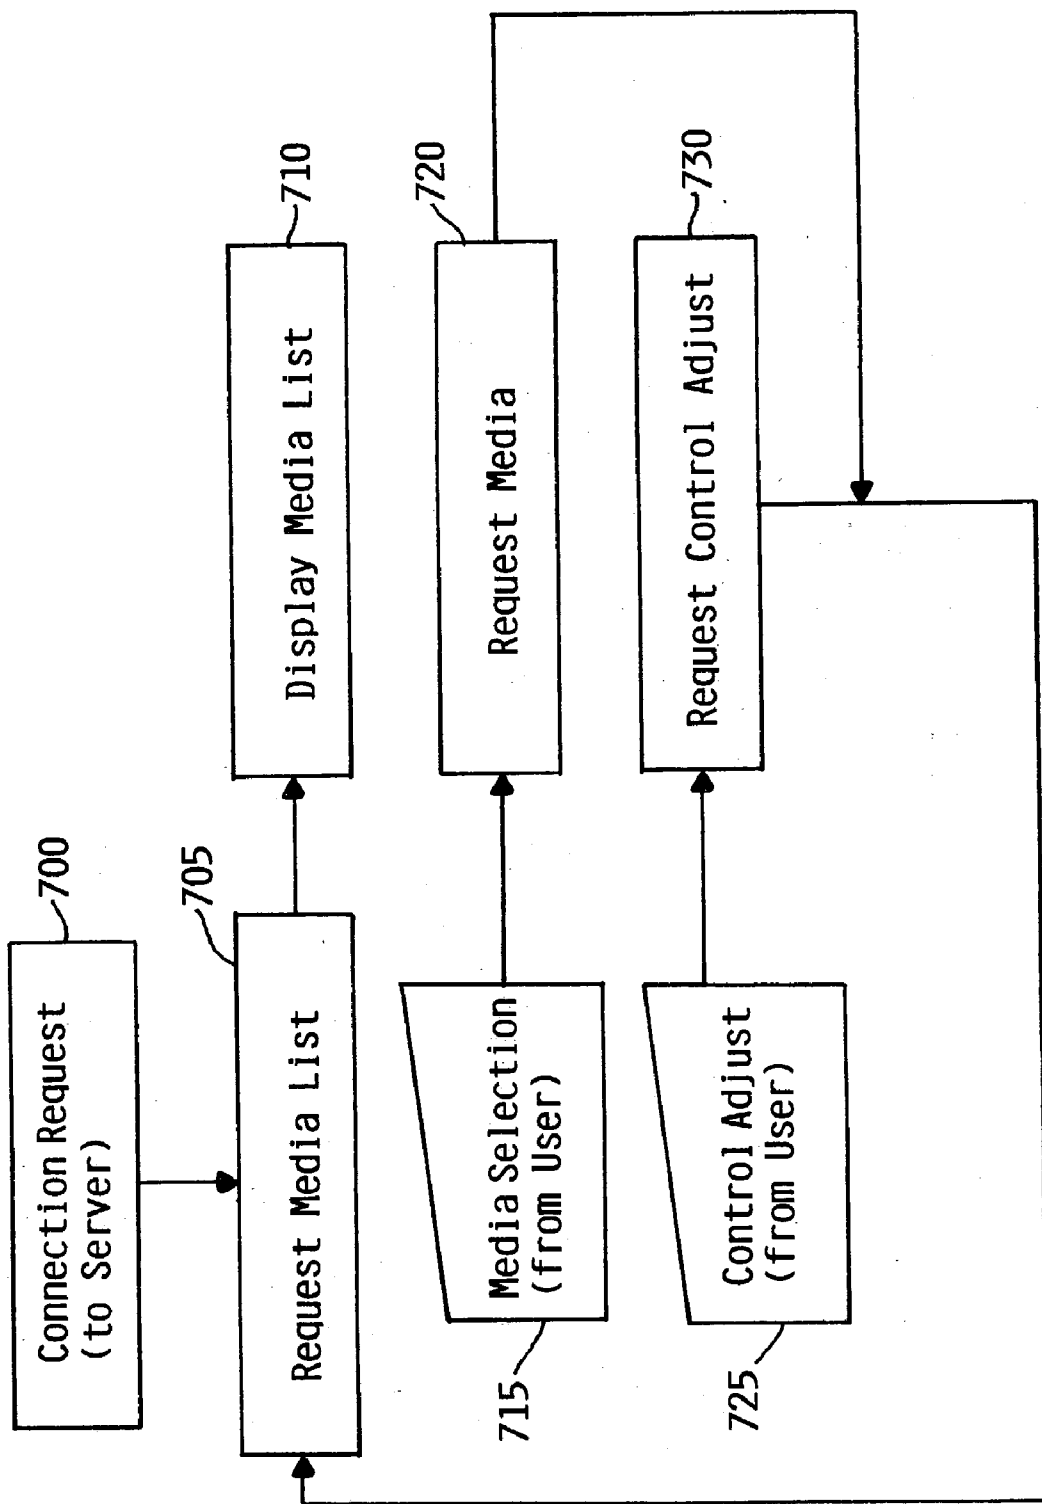 700
Connection Request
(to Server)
705
Request Media List
710
Display Media List
715
Media Selection
(from User)
720
Request Media
725
Control Adjust
(from User)
730
Request Control Adjust